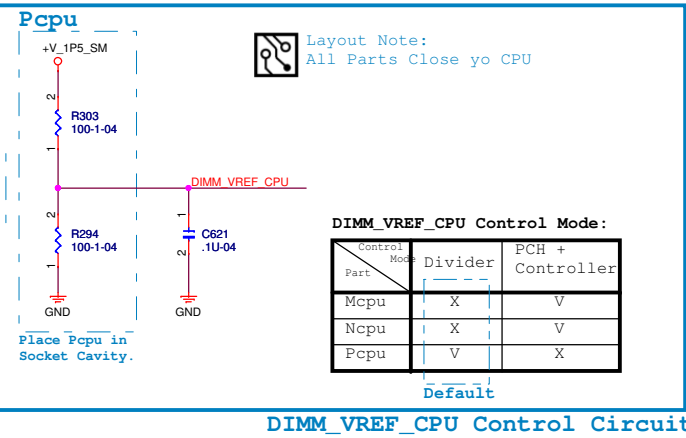 Pcpu
+V_1P5_SM
Layout Note:
All Parts Close yo CPU
2
R303
100-1-04
1
DIMM_VREF_CPU
2
R294
100-1-04
1
1
C621
.1U-04
2
GND
GND
Place Pcpu in
Socket Cavity.
DIMM_VREF_CPU Control Mode:
Control
Mode
Part
Divider
PCH +
Controller
Mcpu X V
Ncpu X V
Pcpu V X
Default
DIMM_VREF_CPU Control Circuit